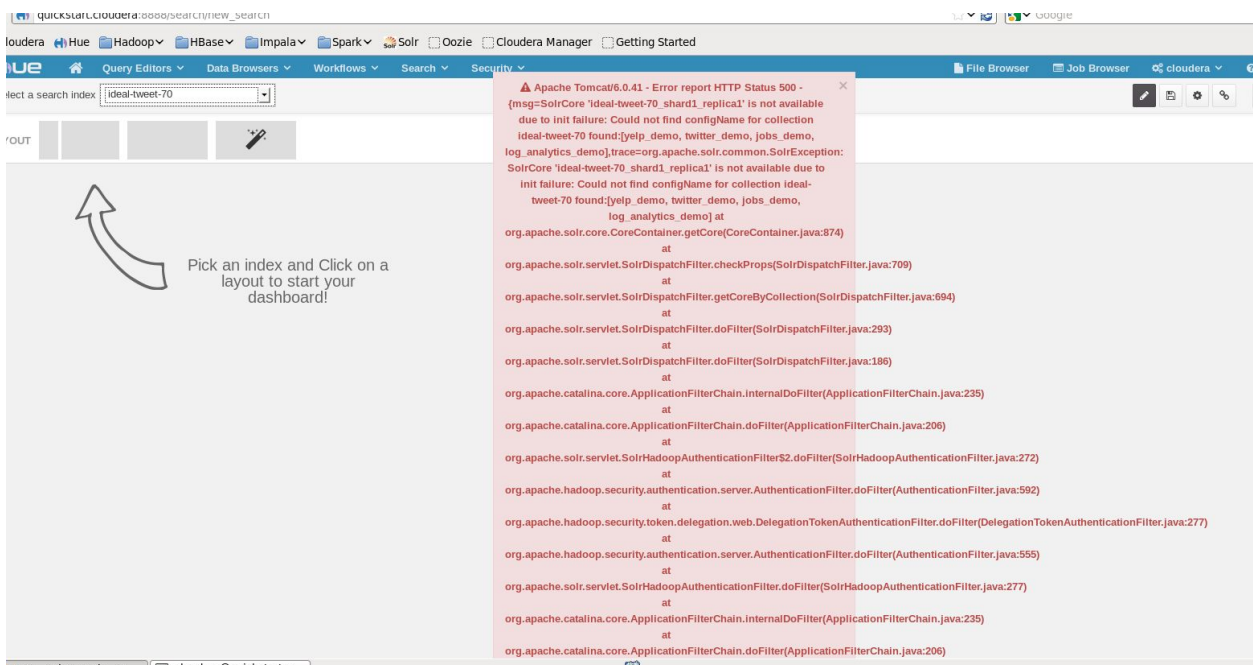 quickstart.cloudera:8888/search/new_search Google
loudera Hue Hadoop HBase Impala Spark Solr Oozie Cloudera Manager Getting Started
UE Query Editors Data Browsers Workflows Search Security File Browser Job Browser cloudera
elect a search index ideal-tweet-70
YOUT
Pick an index and Click on a
layout to start your
dashboard!
Apache Tomcat/6.0.41 - Error report HTTP Status 500 - ×
{msg=SolrCore 'ideal-tweet-70_shard1_replica1' is not available
due to init failure: Could not find configName for collection
ideal-tweet-70 found:[yelp_demo, twitter_demo, jobs_demo,
log_analytics_demo],trace=org.apache.solr.common.SolrException:
SolrCore 'ideal-tweet-70_shard1_replica1' is not available due to
init failure: Could not find configName for collection ideal-
tweet-70 found:[yelp_demo, twitter_demo, jobs_demo,
log_analytics_demo] at
org.apache.solr.core.CoreContainer.getCore(CoreContainer.java:874)
at
org.apache.solr.servlet.SolrDispatchFilter.checkProps(SolrDispatchFilter.java:709)
at
org.apache.solr.servlet.SolrDispatchFilter.getCoreByCollection(SolrDispatchFilter.java:694)
at
org.apache.solr.servlet.SolrDispatchFilter.doFilter(SolrDispatchFilter.java:293)
at
org.apache.solr.servlet.SolrDispatchFilter.doFilter(SolrDispatchFilter.java:186)
at
org.apache.catalina.core.ApplicationFilterChain.internalDoFilter(ApplicationFilterChain.java:235)
at
org.apache.catalina.core.ApplicationFilterChain.doFilter(ApplicationFilterChain.java:206)
at
org.apache.solr.servlet.SolrHadoopAuthenticationFilter$2.doFilter(SolrHadoopAuthenticationFilter.java:272)
at
org.apache.hadoop.security.authentication.server.AuthenticationFilter.doFilter(AuthenticationFilter.java:592)
at
org.apache.hadoop.security.token.delegation.web.DelegationTokenAuthenticationFilter.doFilter(DelegationTokenAuthenticationFilter.java:277)
at
org.apache.hadoop.security.authentication.server.AuthenticationFilter.doFilter(AuthenticationFilter.java:555)
at
org.apache.solr.servlet.SolrHadoopAuthenticationFilter.doFilter(SolrHadoopAuthenticationFilter.java:277)
at
org.apache.catalina.core.ApplicationFilterChain.internalDoFilter(ApplicationFilterChain.java:235)
at
org.apache.catalina.core.ApplicationFilterChain.doFilter(ApplicationFilterChain.java:206)